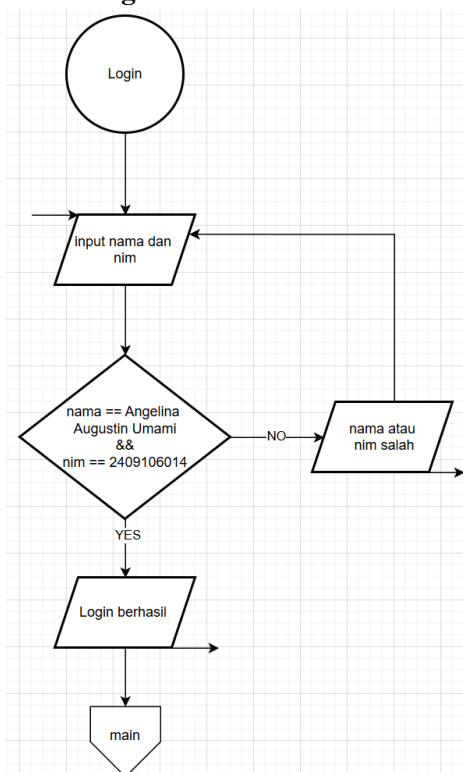 Login
input nama dan
nim
nama == Angelina
Augustin Umami
&&
nim == 2409106014
NO
nama atau
nim salah
YES
Login berhasil
main